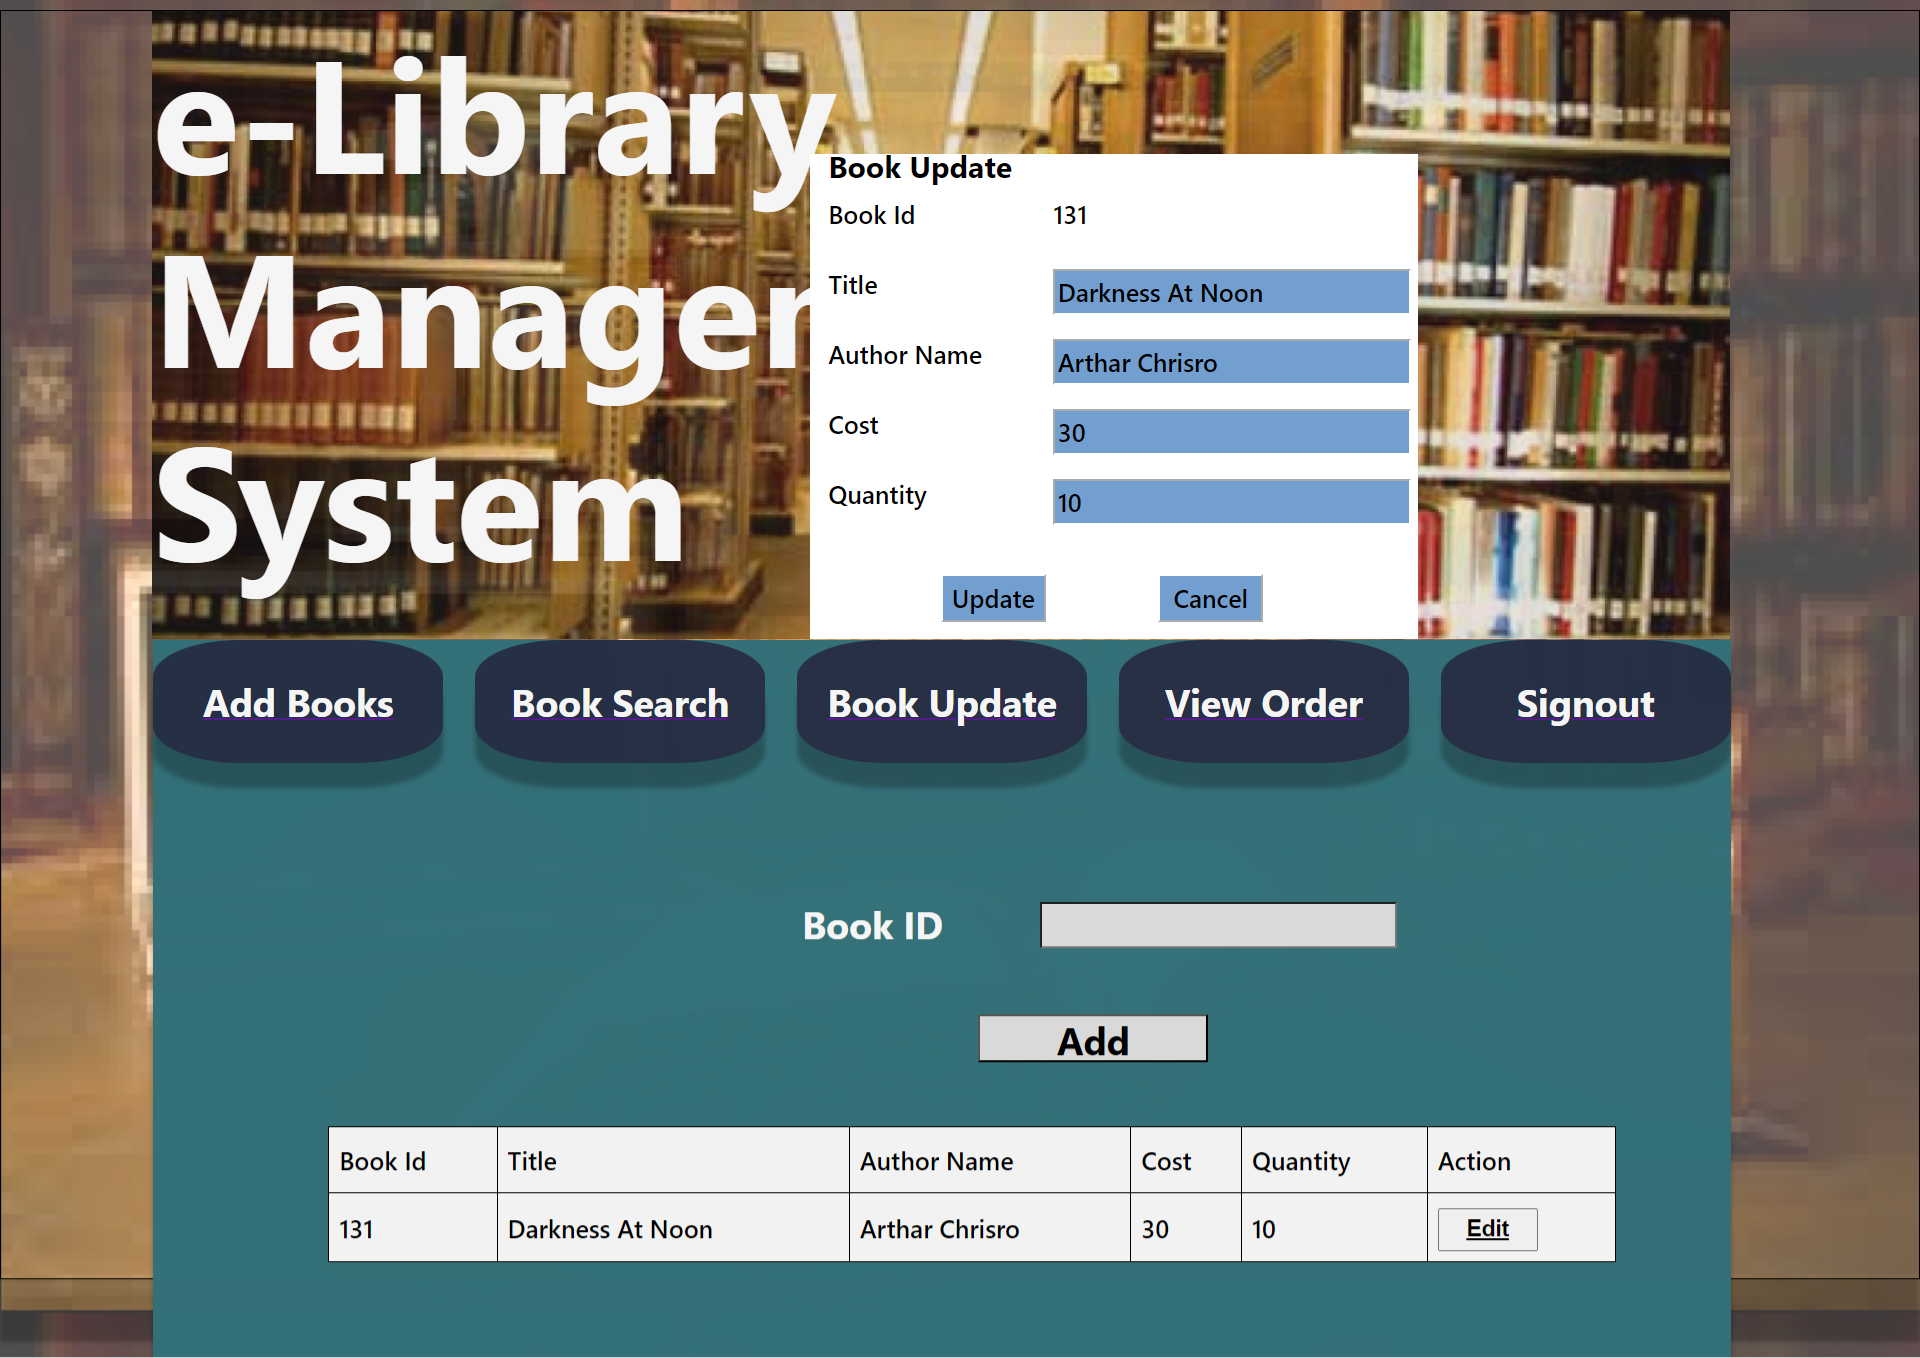 e-Library
Manager
System
Book Update
Book Id 131
Title Darkness At Noon
Author Name Arthar Chrisro
Cost 30
Quantity 10
Update Cancel
Add Books Book Search Book Update View Order Signout
Book ID
Add
Book Id Title Author Name Cost Quantity Action
131 Darkness At Noon Arthar Chrisro 30 10 Edit